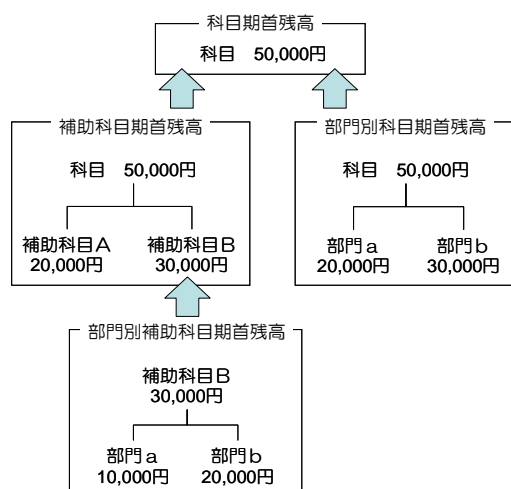 科目期首残高
科目 50,000円
補助科目期首残高
科目 50,000円
補助科目A 補助科目B
20,000円 30,000円
部門別科目期首残高
科目 50,000円
部門a 部門b
20,000円 30,000円
部門別補助科目期首残高
補助科目B
30,000円
部門a 部門b
10,000円 20,000円